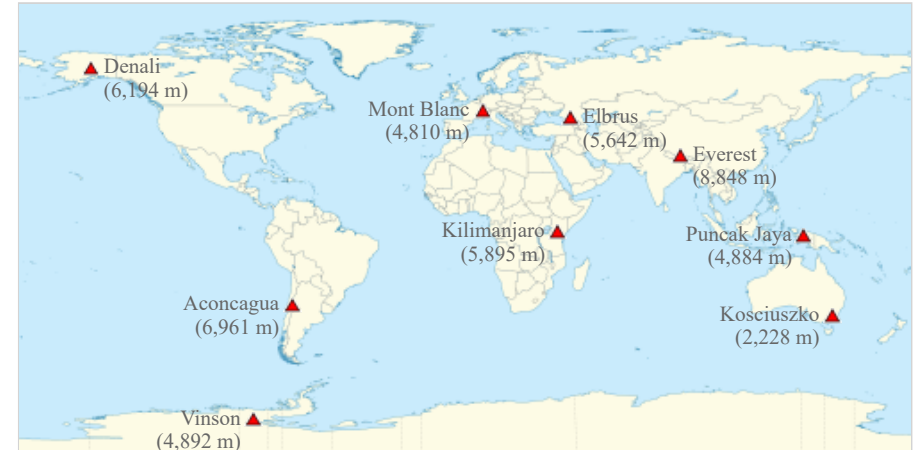 Denali
(6,194 m)
Mont Blanc
(4,810 m)
Elbrus
(5,642 m)
Everest
(8,848 m)
Kilimanjaro
(5,895 m)
Puncak Jaya
(4,884 m)
Aconcagua
(6,961 m)
Kosciuszko
(2,228 m)
Vinson
(4,892 m)